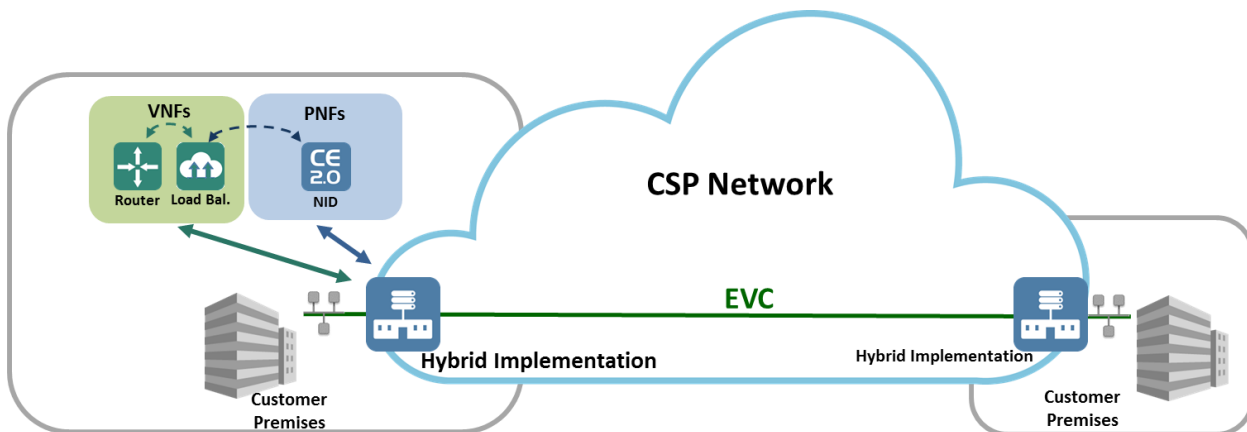 VNFs
PNFs
CE
2.0
Router
Load Bal.
NID
CSP Network
EVC
Hybrid Implementation
Hybrid Implementation
Customer
Premises
Customer
Premises